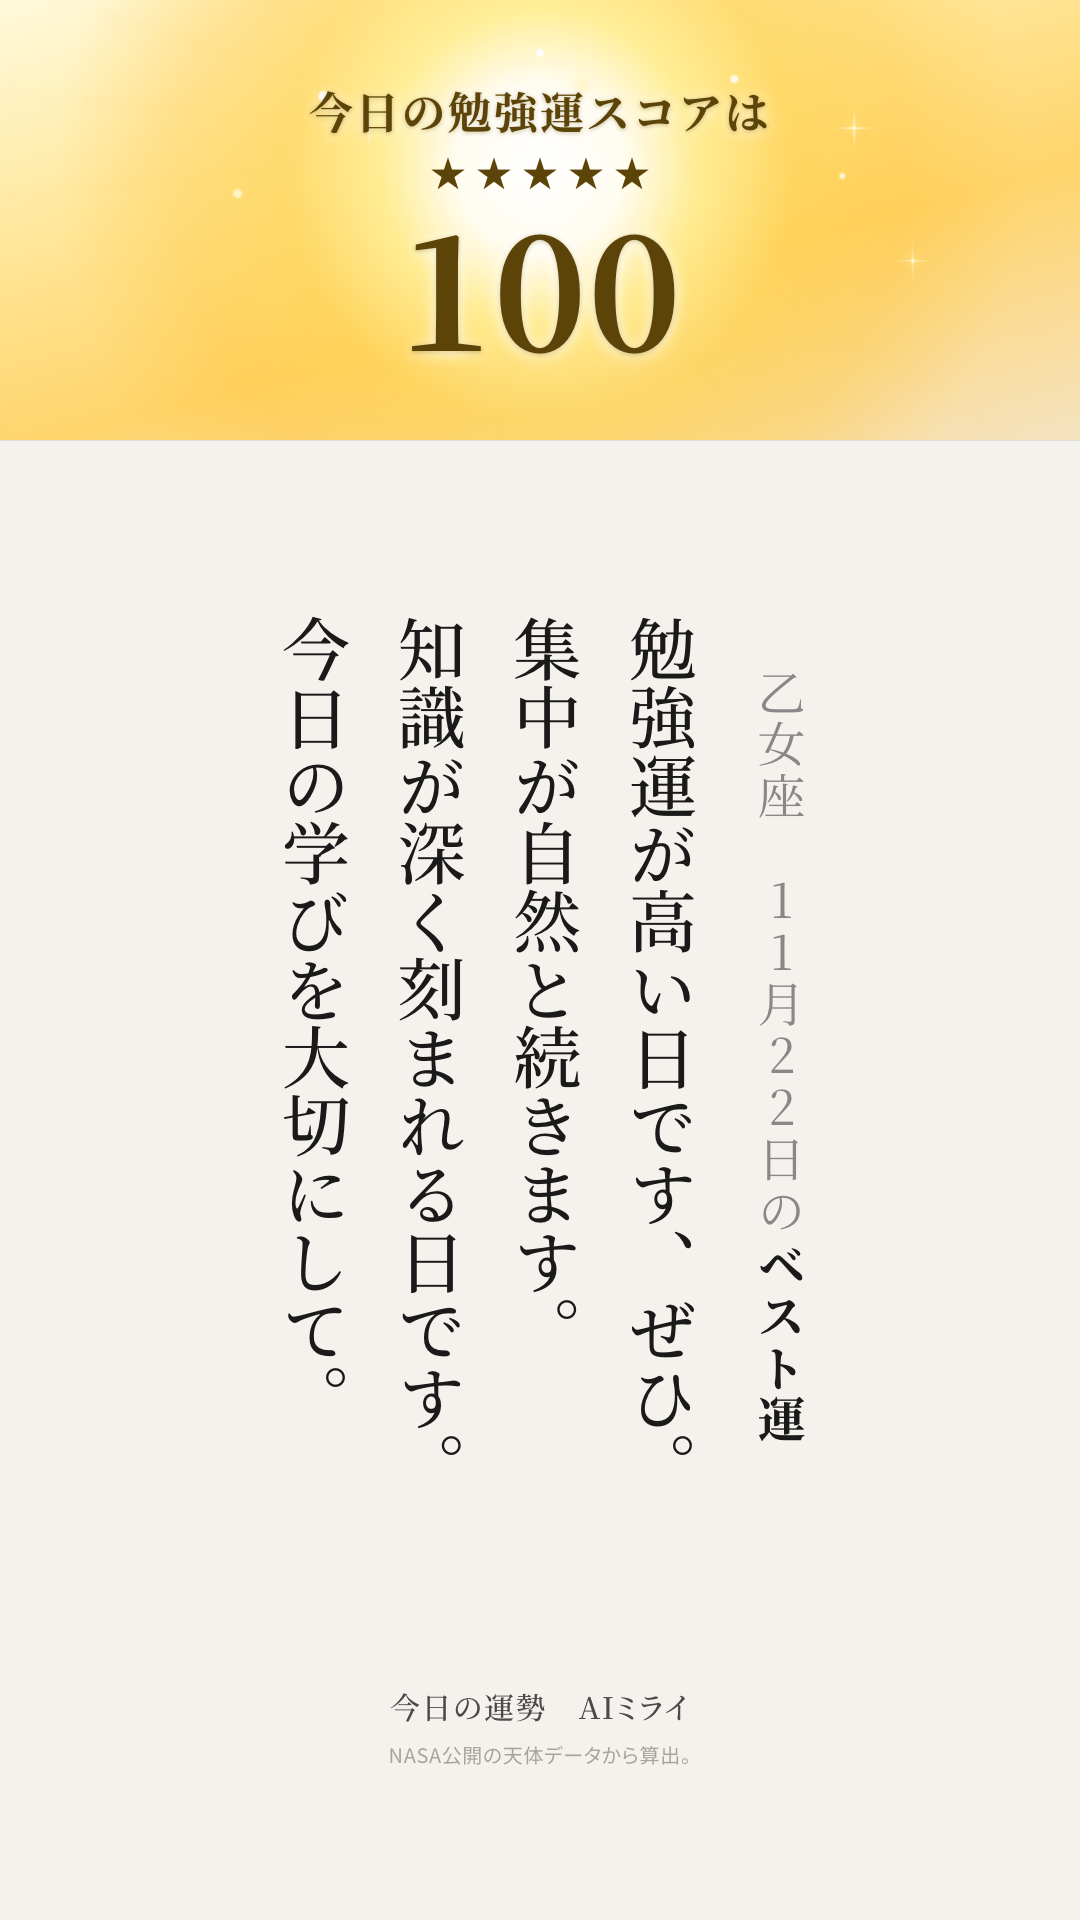 今日の勉強運スコアは
★★★★★
100
乙女座　11月22日のベスト運
勉強運が高い日です、ぜひ。
集中が自然と続きます。
知識が深く刻まれる日です。
今日の学びを大切にして。
今日の運勢　AIミライ
NASA公開の天体データから算出。